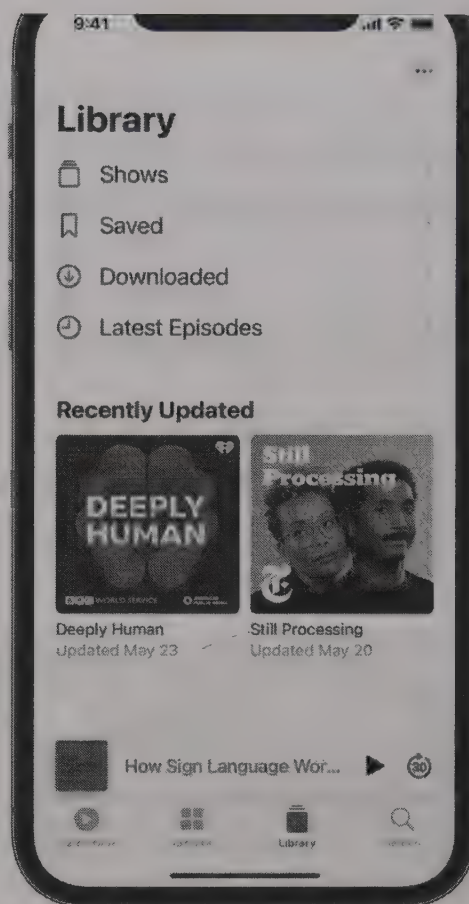 9:41
Library
Shows
Saved
Downloaded
Latest Episodes
Recently Updated
DEEPLY
HUMAN
BBC WORLD SERVICE
Still
Processing
Deeply Human
Updated May 23
Still Processing
Updated May 20
How Sign Language Wor...
30
Library